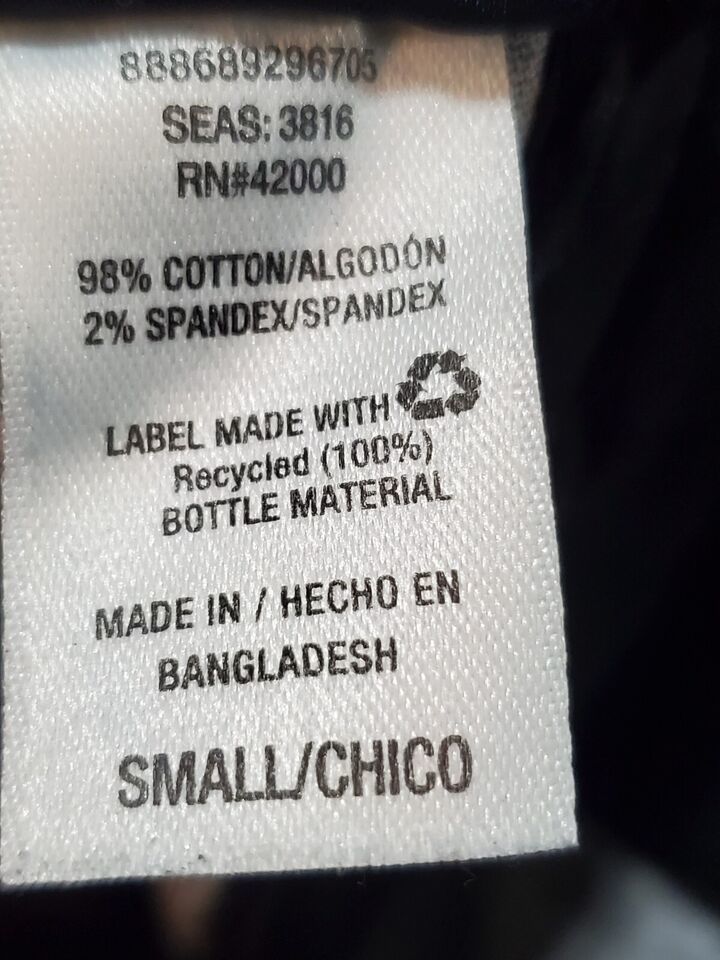 888689296705
SEAS: 3816
RN#42000
98% COTTON/ALGODÓN
2% SPANDEX/SPANDEX
LABEL MADE WITH
Recycled (100%)
BOTTLE MATERIAL
MADE IN / HECHO EN
BANGLADESH
SMALL/CHICO